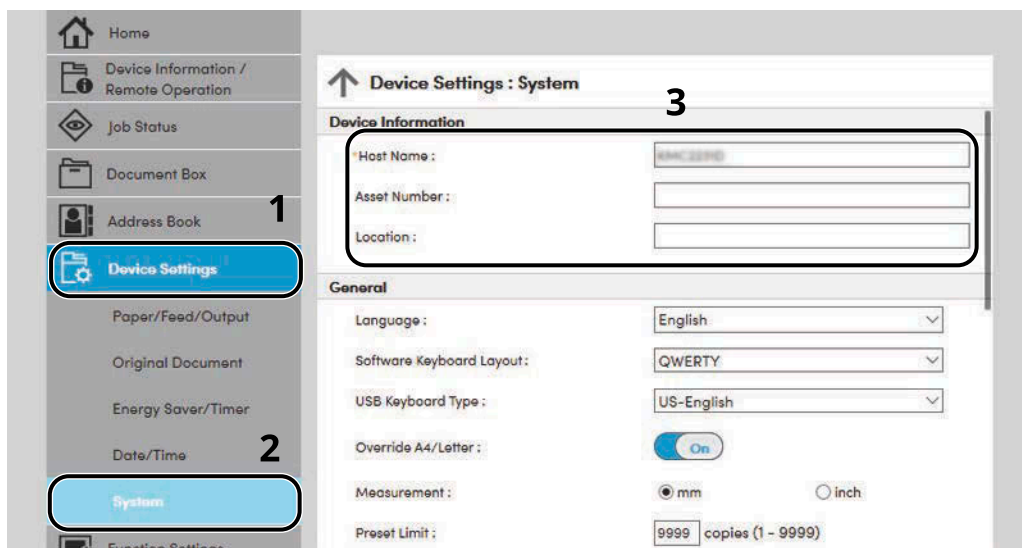 Home
Device Information /
Remote Operation
Job Status
Document Box
Address Book
1
Device Settings
Paper/Feed/Output
Original Document
Energy Saver/Timer
Date/Time
2
System
Function Settings
Device Settings : System
3
Device Information
*Host Name :
Asset Number :
Location :
General
Language : English
Software Keyboard Layout : QWERTY
USB Keyboard Type : US-English
Override A4/Letter : On
Measurement : mm inch
Preset Limit : 9999 copies (1 - 9999)